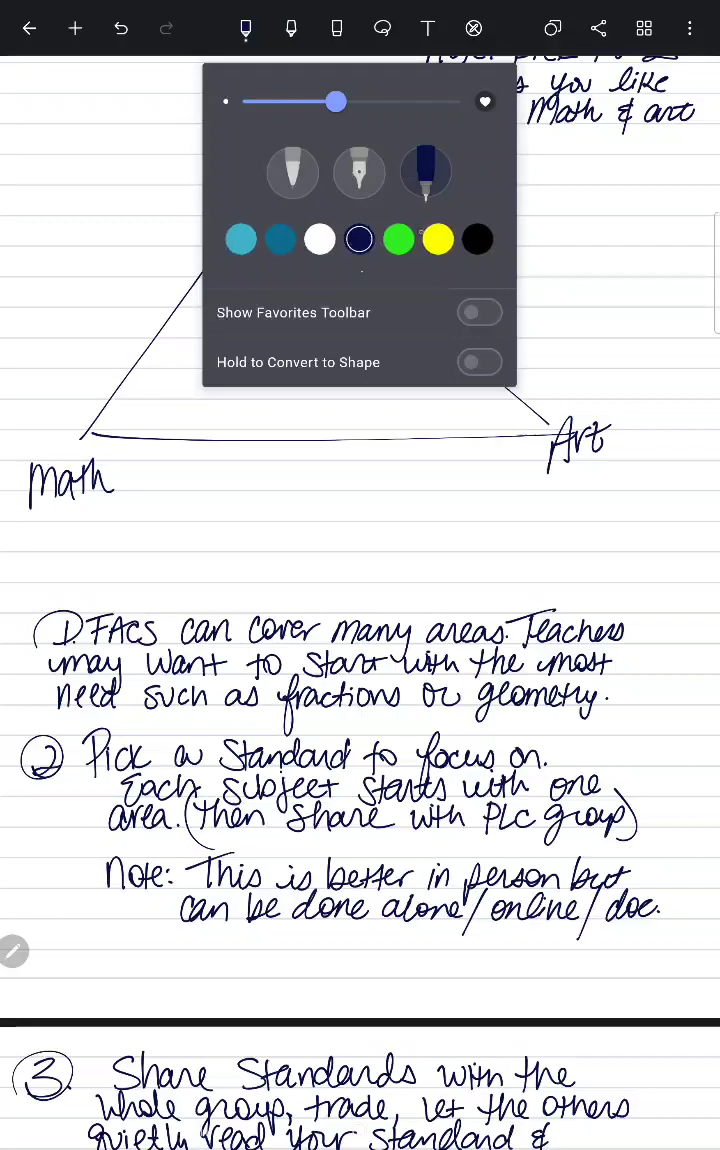 s you like
Math & art
Show Favorites Toolbar
Hold to Convert to Shape
Art
Math
1. FACS can cover many areas. Teachers
may want to start with the most
need such as fractions or geometry.
2 Pick a Standard to focus on.
Each subject starts with one
area. (Then share with PLC group)
Note: This is better in person but
can be done alone/online/doc.
3. Share Standards with the
whole group, trade, let the others
quietly read your standard &